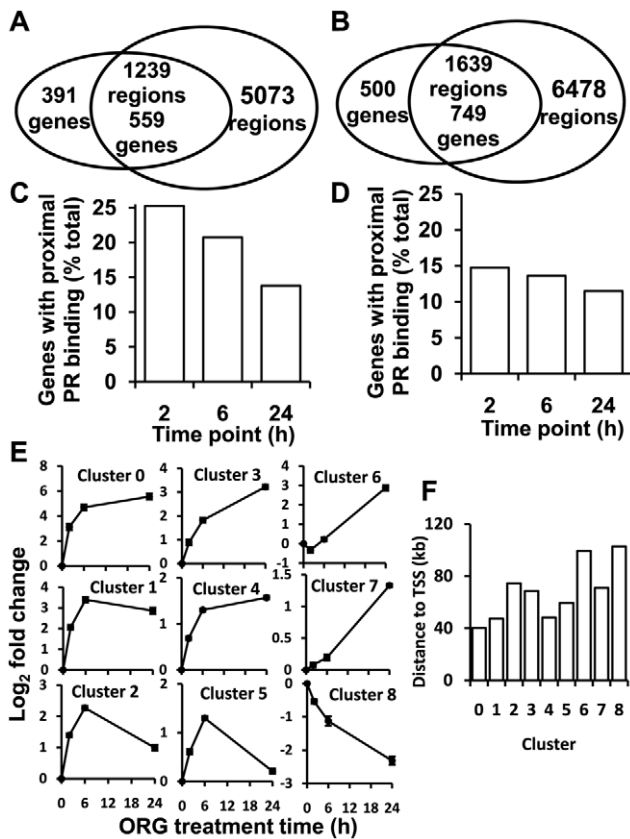 A
391
genes
1239
regions
559
genes
5073
regions
B
500
genes
1639
regions
749
genes
6478
regions
C
Genes with proximal
PR binding (% total)
25
20
15
10
5
0
2 6 24
Time point (h)
D
Genes with proximal
PR binding (% total)
25
20
15
10
5
0
2 6 24
Time point (h)
E
Log2 fold change
Cluster 0
8
6
4
2
0
Cluster 3
4
3
2
1
0
Cluster 6
4
3
2
1
0
-1
Cluster 1
4
3
2
1
0
Cluster 4
2
1
0
Cluster 7
1.5
1
0.5
0
Cluster 2
3
2
1
0
0 6 12 18 24
Cluster 5
2
1
0
0 6 12 18 24
Cluster 8
0
-1
-2
-3
0 6 12 18 24
ORG treatment time (h)
F
Distance to TSS (kb)
120
80
40
0
0 1 2 3 4 5 6 7 8
Cluster